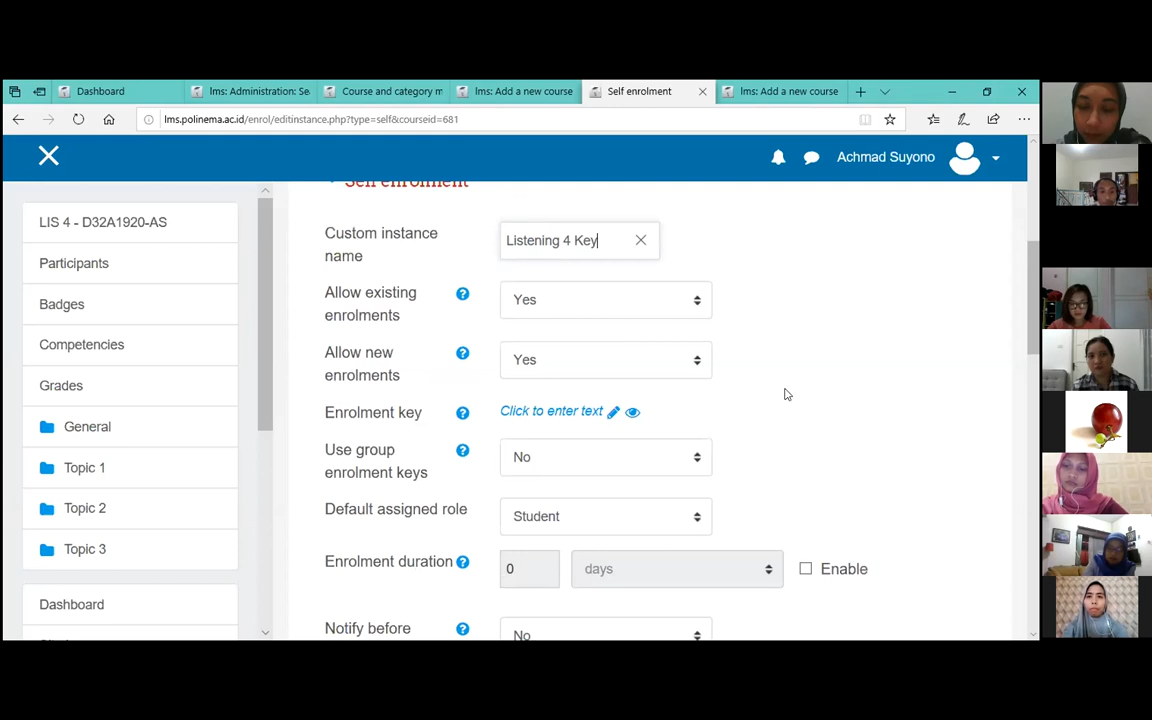 Dashboard
lms: Administration: Se
Course and category m
lms: Add a new course
Self enrolment
lms: Add a new course
lms.polinema.ac.id/enrol/editinstance.php?type=self&courseid=681
Achmad Suyono
LIS 4 - D32A1920-AS
Participants
Badges
Competencies
Grades
General
Topic 1
Topic 2
Topic 3
Dashboard
Self enrolment
Custom instance
name
Listening 4 Key
Allow existing
enrolments
Yes
Allow new
enrolments
Yes
Enrolment key
Click to enter text
Use group
enrolment keys
No
Default assigned role
Student
Enrolment duration
0
days
Enable
Notify before
No